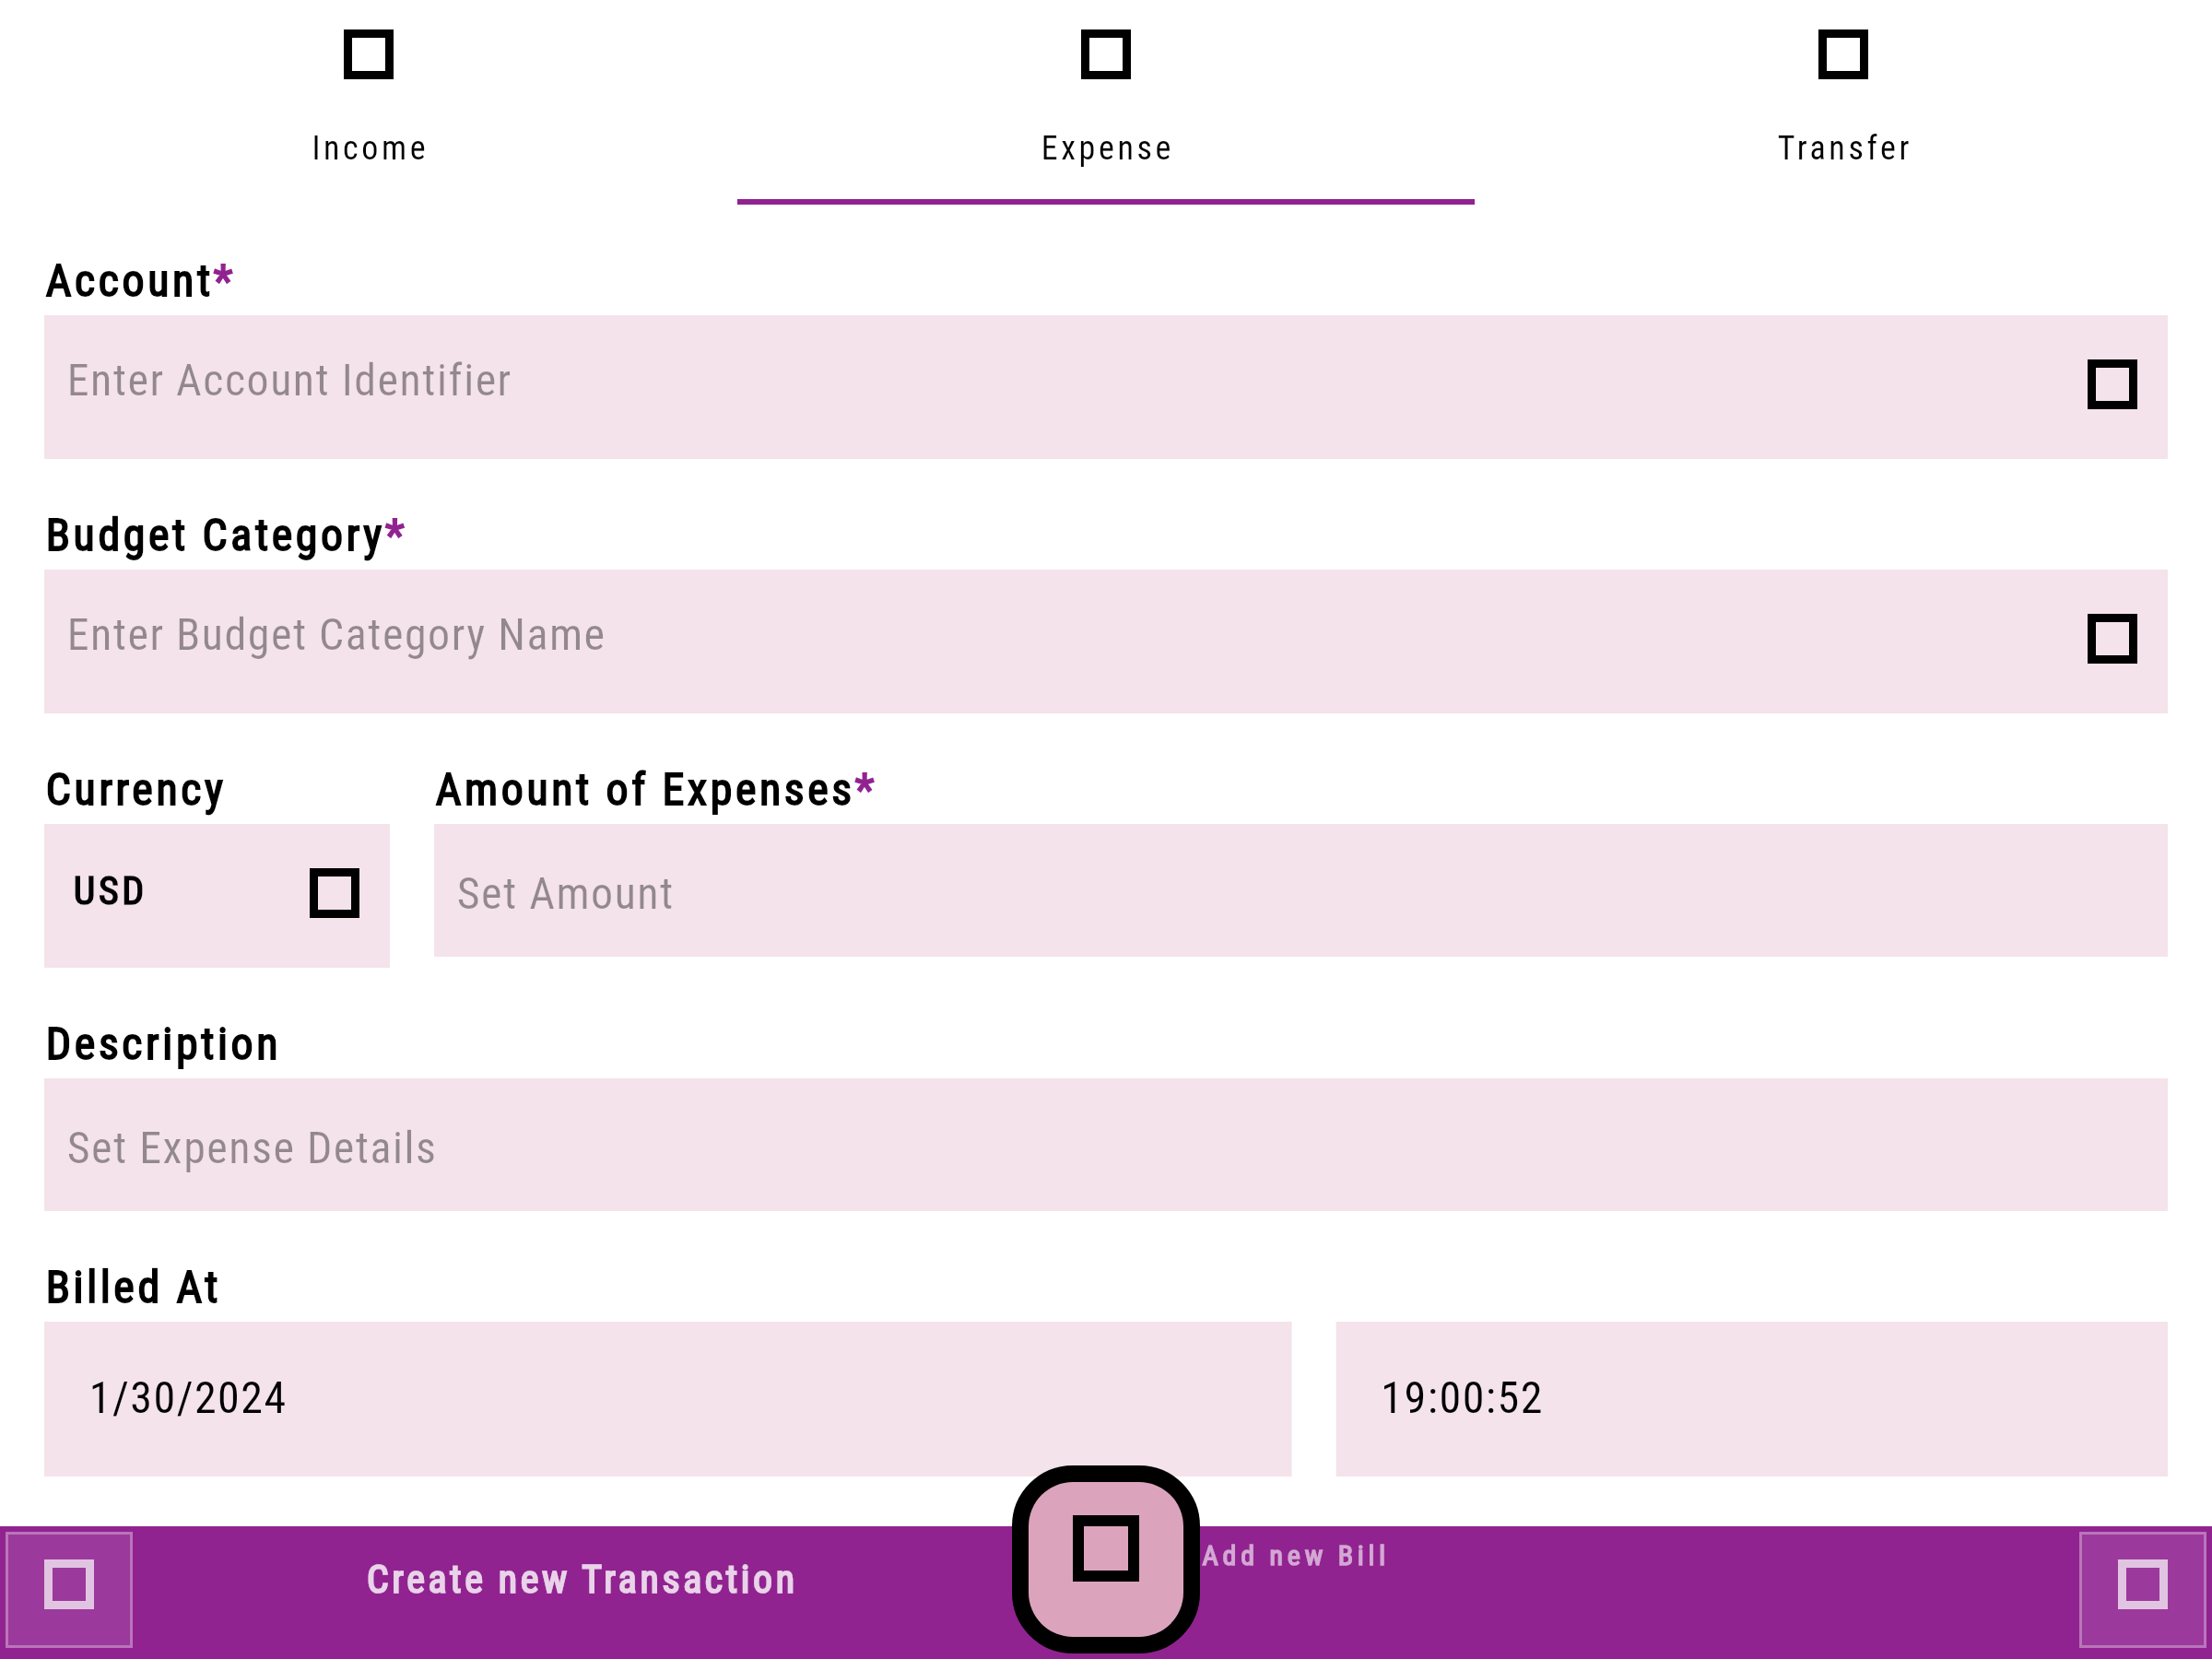 Income
Expense
Transfer
Account*
Enter Account Identifier
Budget Category*
Enter Budget Category Name
Currency
Amount of Expenses*
USD
Set Amount
Description
Set Expense Details
Billed At
1/30/2024
19:00:52
Create new Transaction
Add new Bill